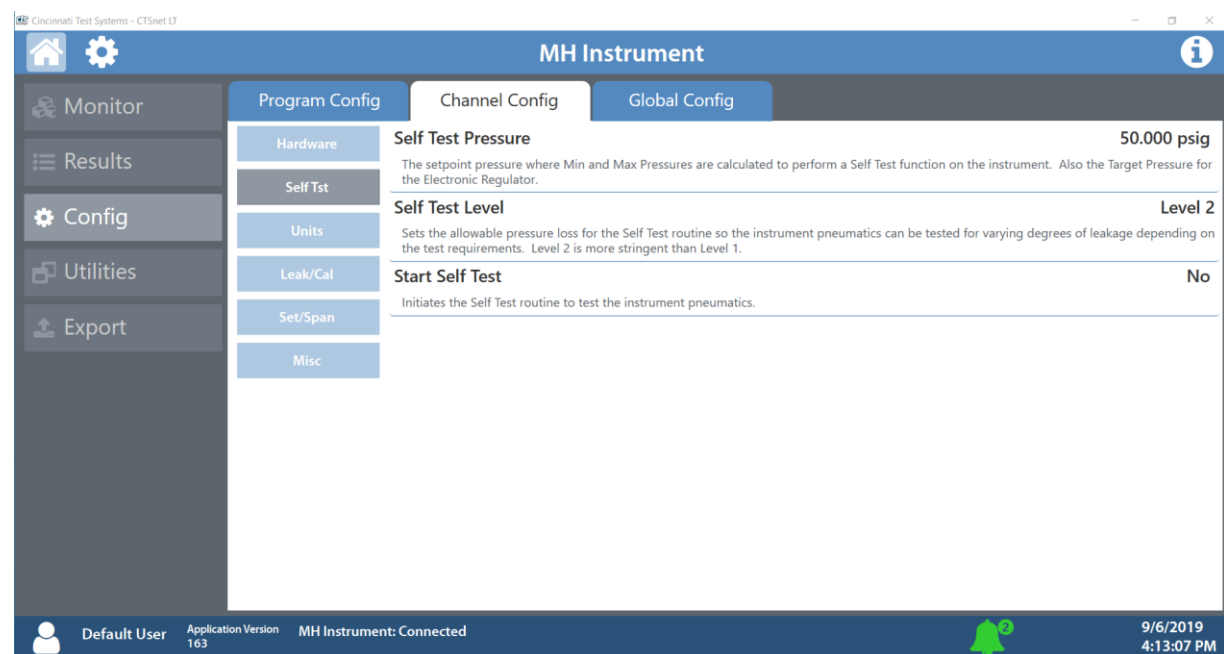 Cincinnati Test Systems - CTSnet LT
MH Instrument
Monitor
Results
Config
Utilities
Export
Program Config
Channel Config
Global Config
Hardware
Self Tst
Units
Leak/Cal
Set/Span
Misc
Self Test Pressure 50.000 psig
The setpoint pressure where Min and Max Pressures are calculated to perform a Self Test function on the instrument. Also the Target Pressure for
the Electronic Regulator.
Self Test Level Level 2
Sets the allowable pressure loss for the Self Test routine so the instrument pneumatics can be tested for varying degrees of leakage depending on
the test requirements. Level 2 is more stringent than Level 1.
Start Self Test No
Initiates the Self Test routine to test the instrument pneumatics.
Default User
Application Version
163
MH Instrument: Connected
2
9/6/2019
4:13:07 PM